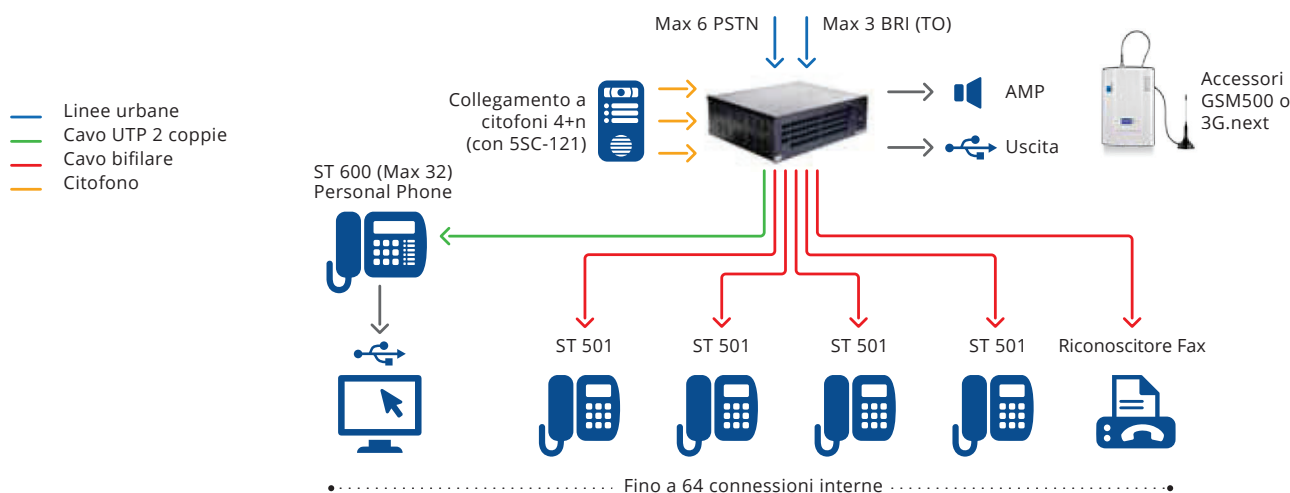 Max 6 PSTN
Max 3 BRI (TO)
Linee urbane
Cavo UTP 2 coppie
Cavo bifilare
Citofono
Collegamento a
citofoni 4+n
(con 5SC-121)
AMP
Uscita
Accessori
GSM500 o
3G.next
ST 600 (Max 32)
Personal Phone
ST 501
ST 501
ST 501
ST 501
Riconoscitore Fax
Fino a 64 connessioni interne